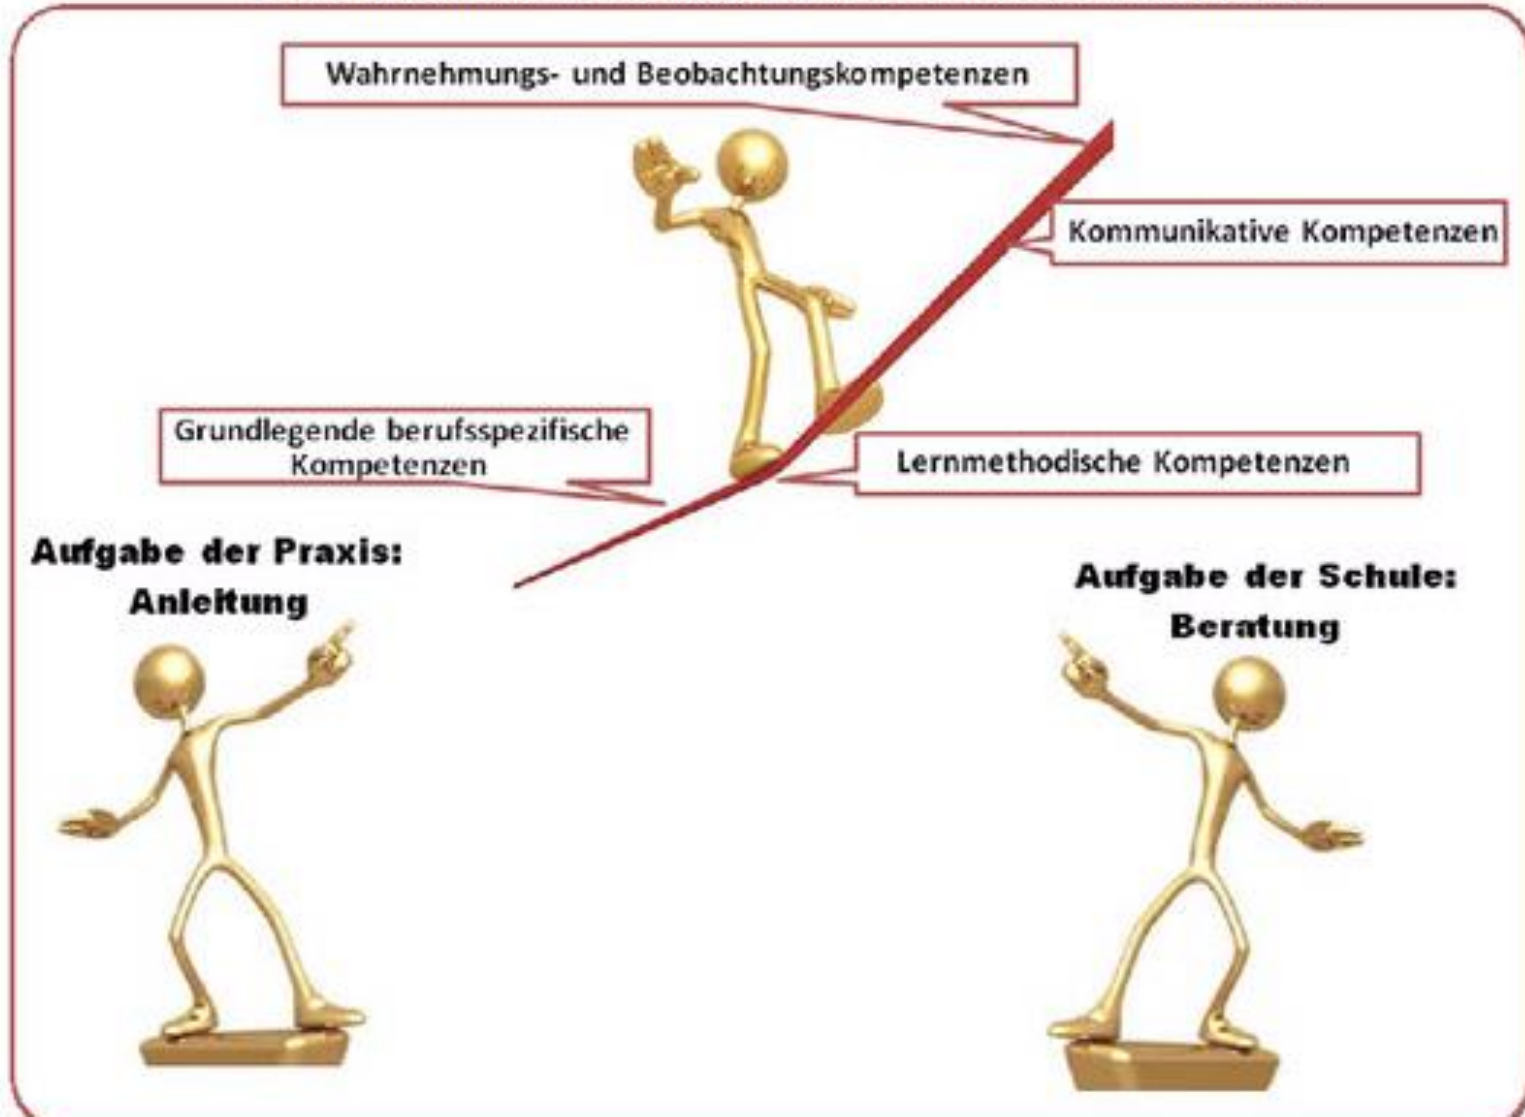 Wahrnehmungs- und Beobachtungskompetenzen
Kommunikative Kompetenzen
Grundlegende berufsspezifische
Kompetenzen
Lernmethodische Kompetenzen
Aufgabe der Praxis:
Anleitung
Aufgabe der Schule:
Beratung